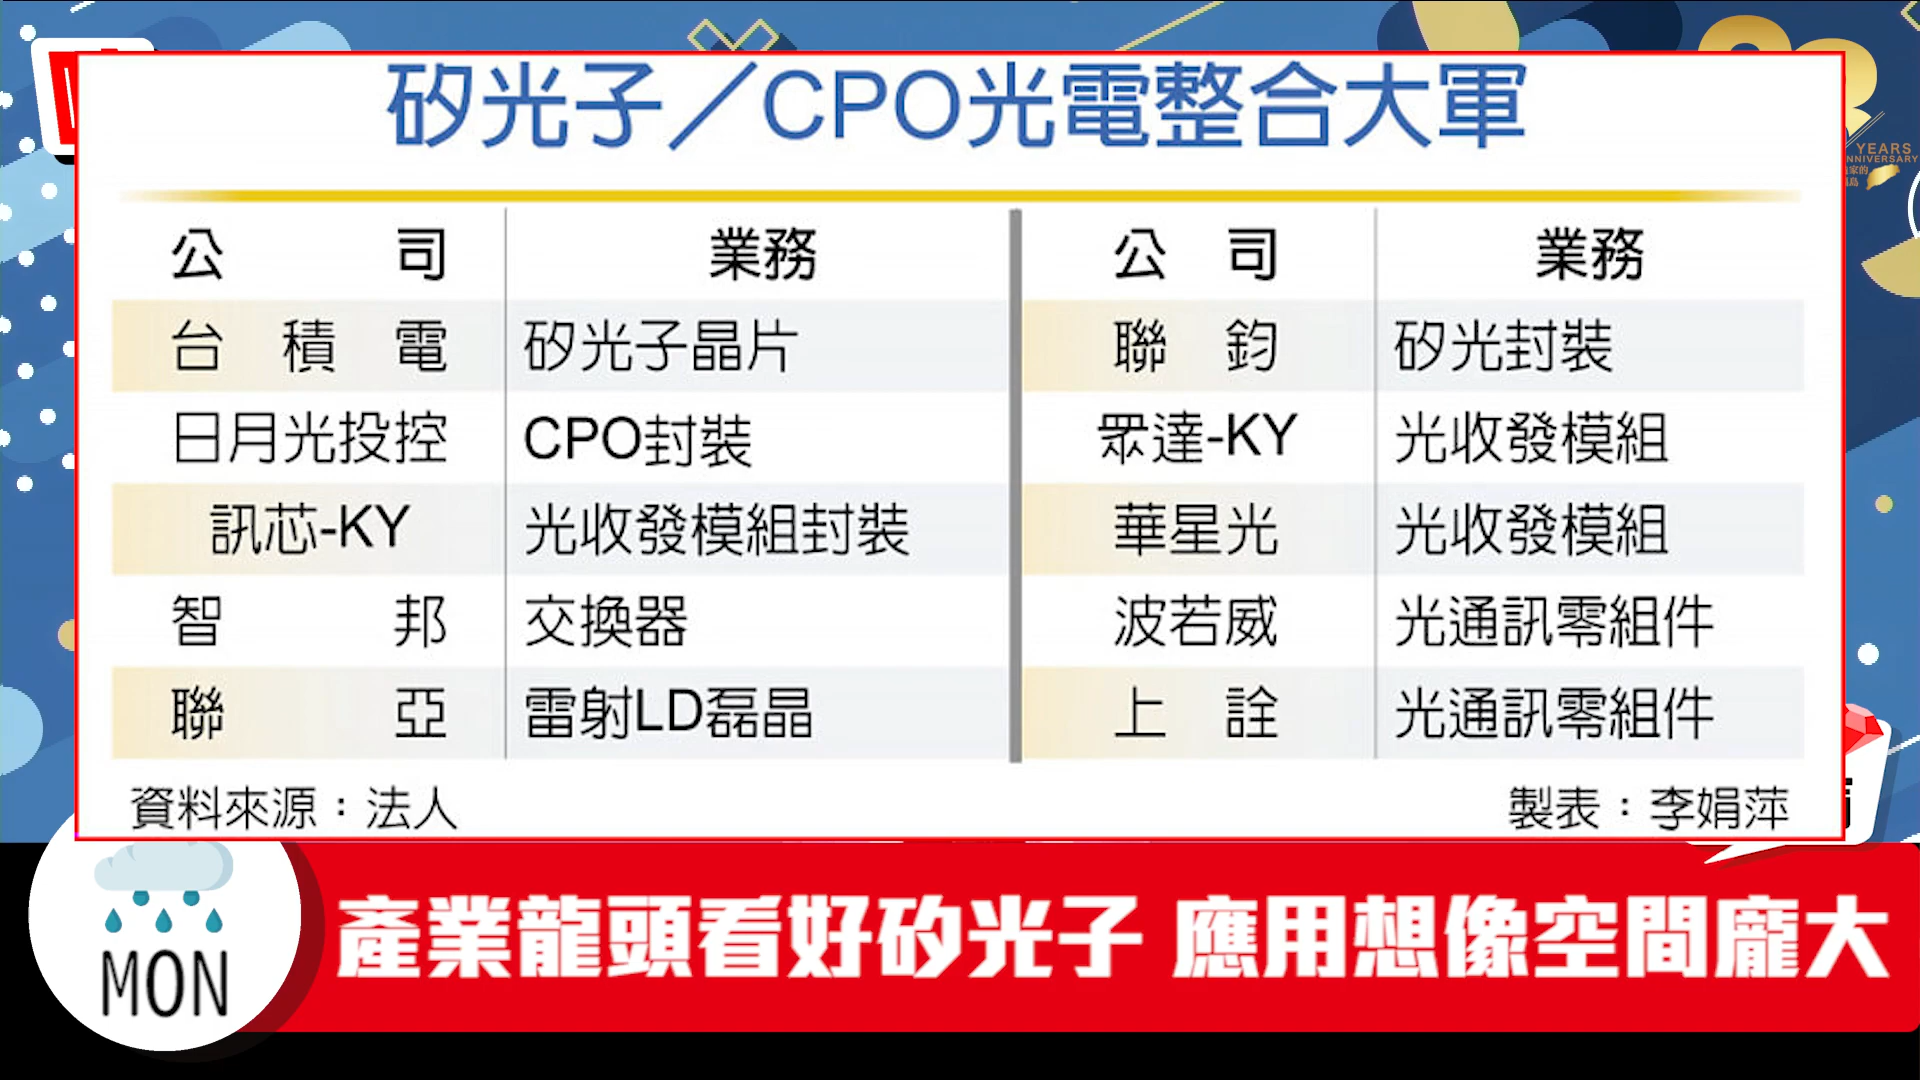 矽光子／CPO光電整合大軍
YEARS
NNIVERSARY
公司 業務 公司 業務
台積電 矽光子晶片 聯鈞 矽光封裝
日月光投控 CPO封裝 眾達-KY 光收發模組
訊芯-KY 光收發模組封裝 華星光 光收發模組
智邦 交換器 波若威 光通訊零組件
聯亞 雷射LD磊晶 上詮 光通訊零組件
資料來源：法人 製表：李娟萍
MON
產業龍頭看好矽光子 應用想像空間龐大